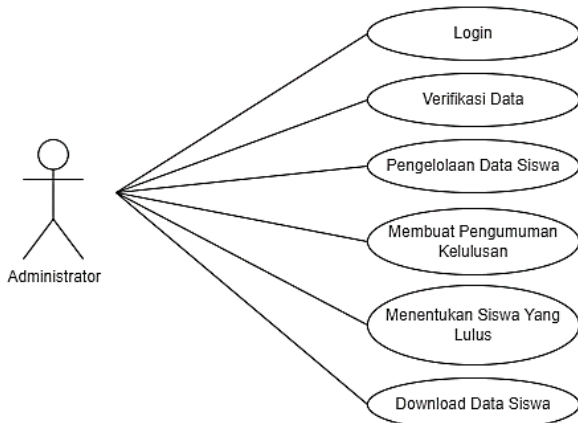 Login
Verifikasi Data
Pengelolaan Data Siswa
Membuat Pengumuman
Kelulusan
Administrator
Menentukan Siswa Yang
Lulus
Download Data Siswa